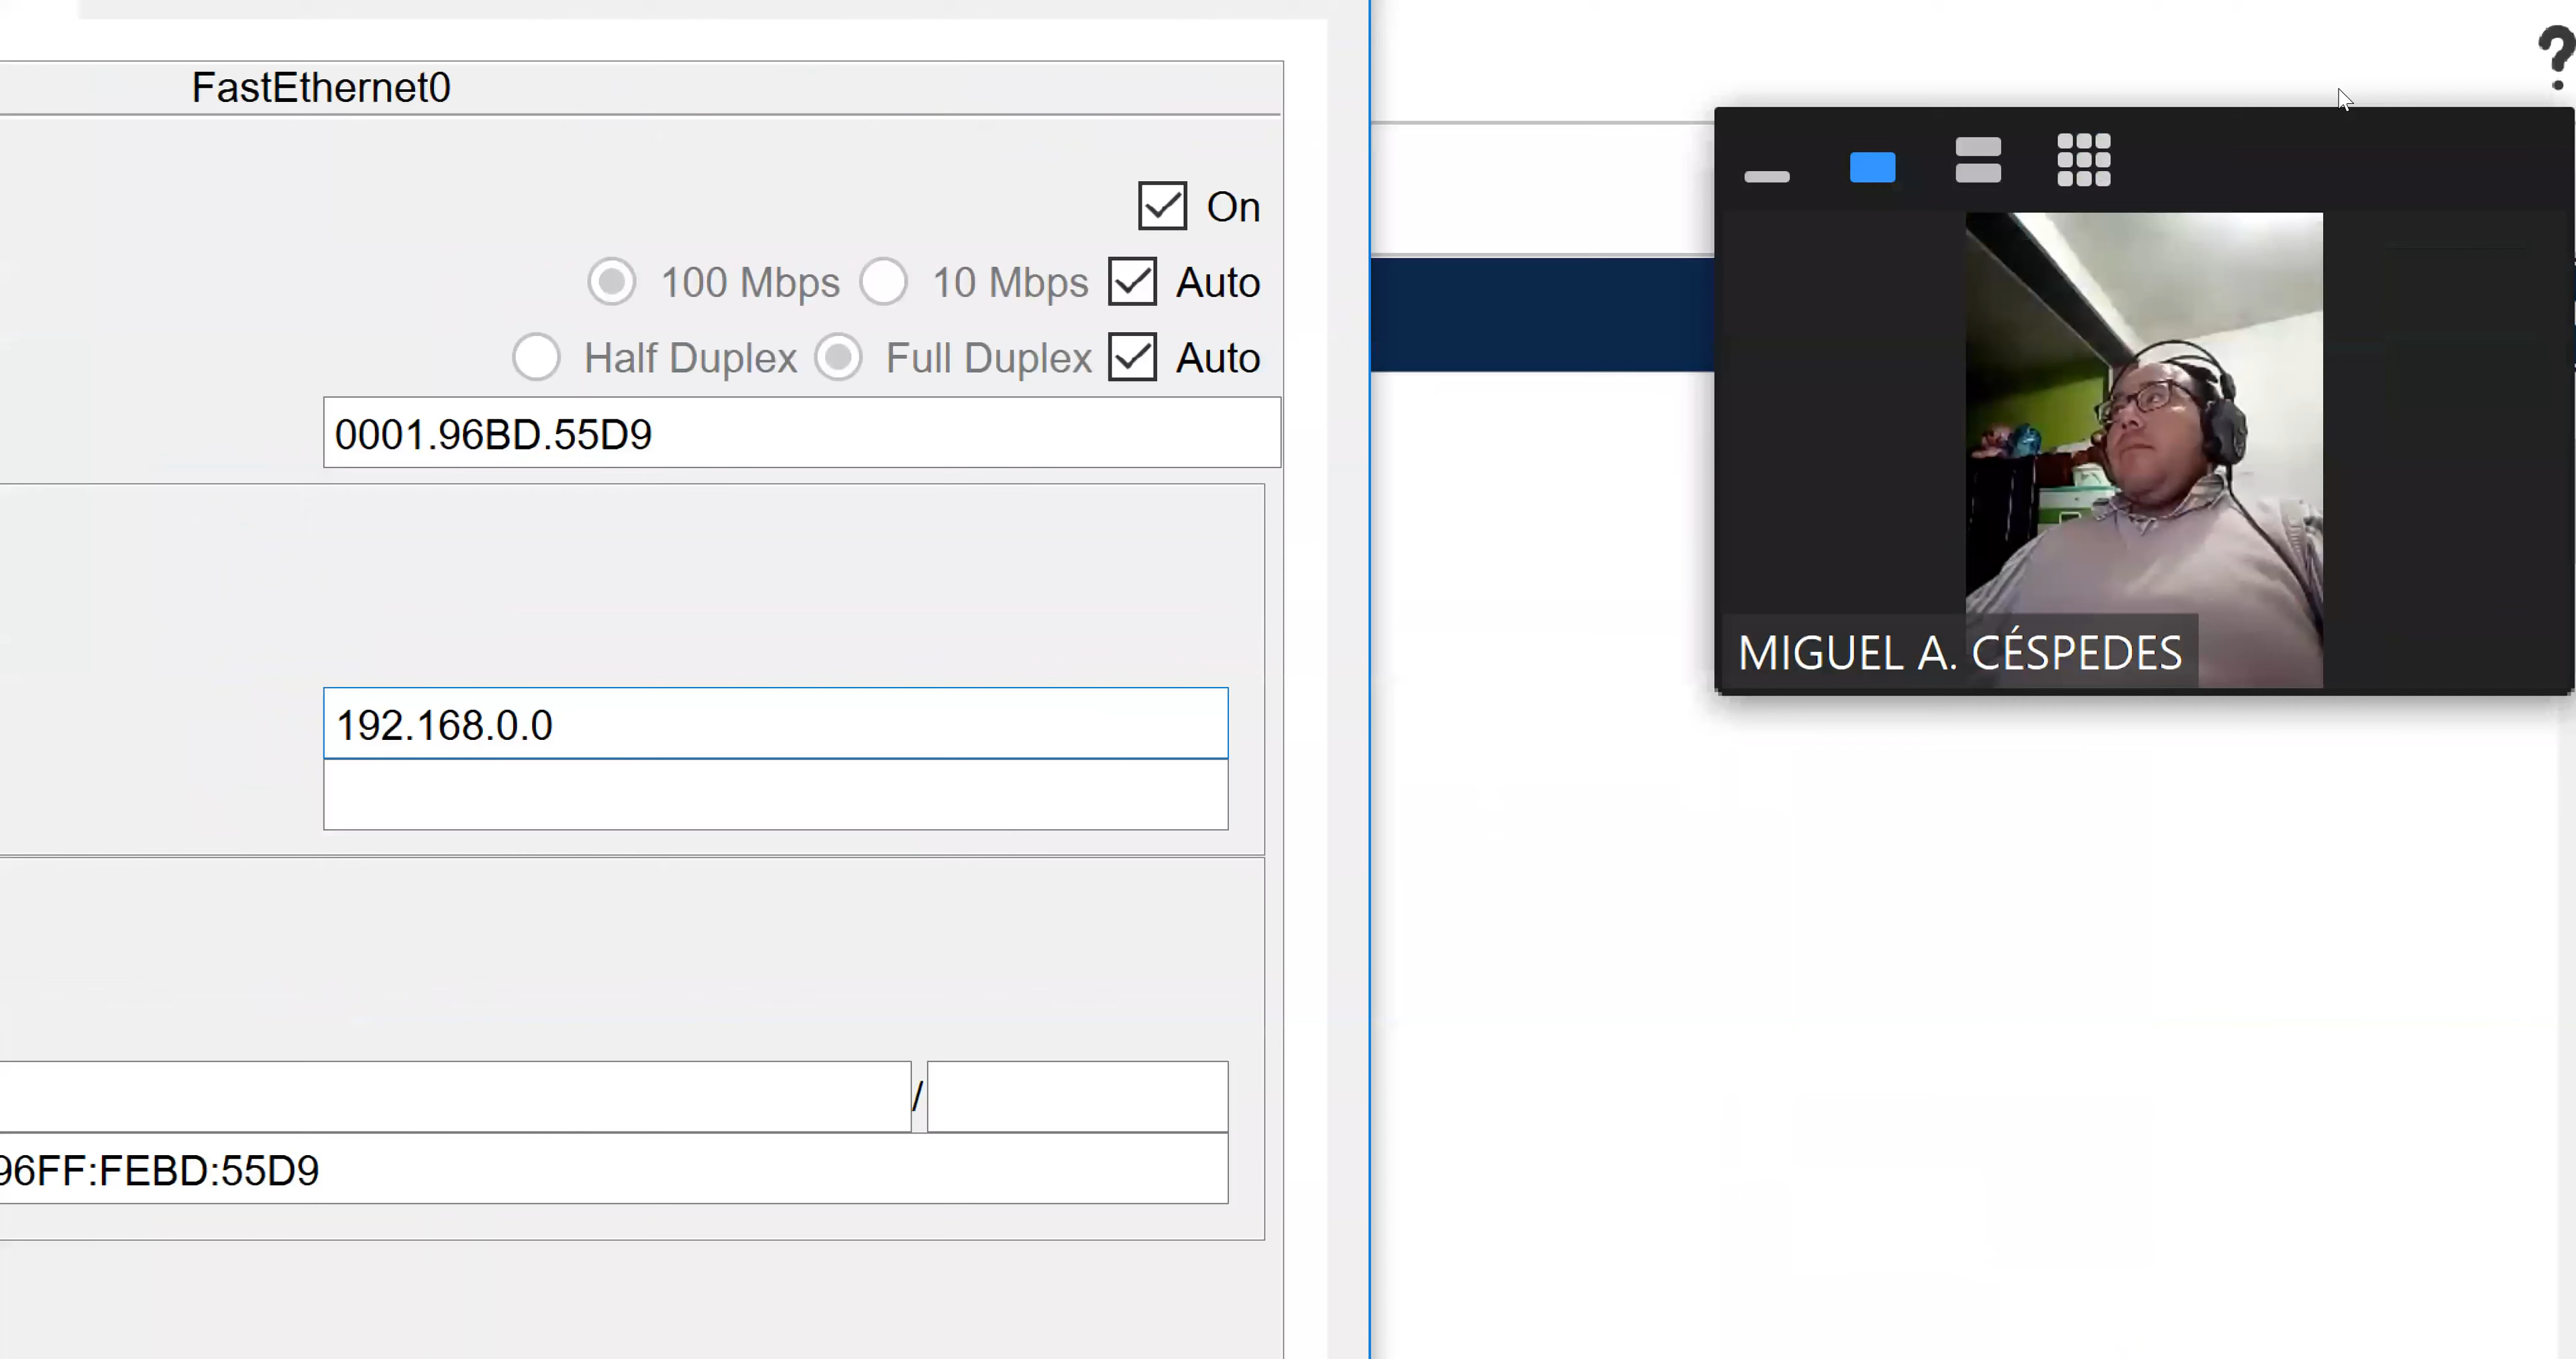 FastEthernet0
On
100 Mbps 10 Mbps Auto
Half Duplex Full Duplex Auto
0001.96BD.55D9
192.168.0.0
/
96FF:FEBD:55D9
?
MIGUEL A. CÉSPEDES